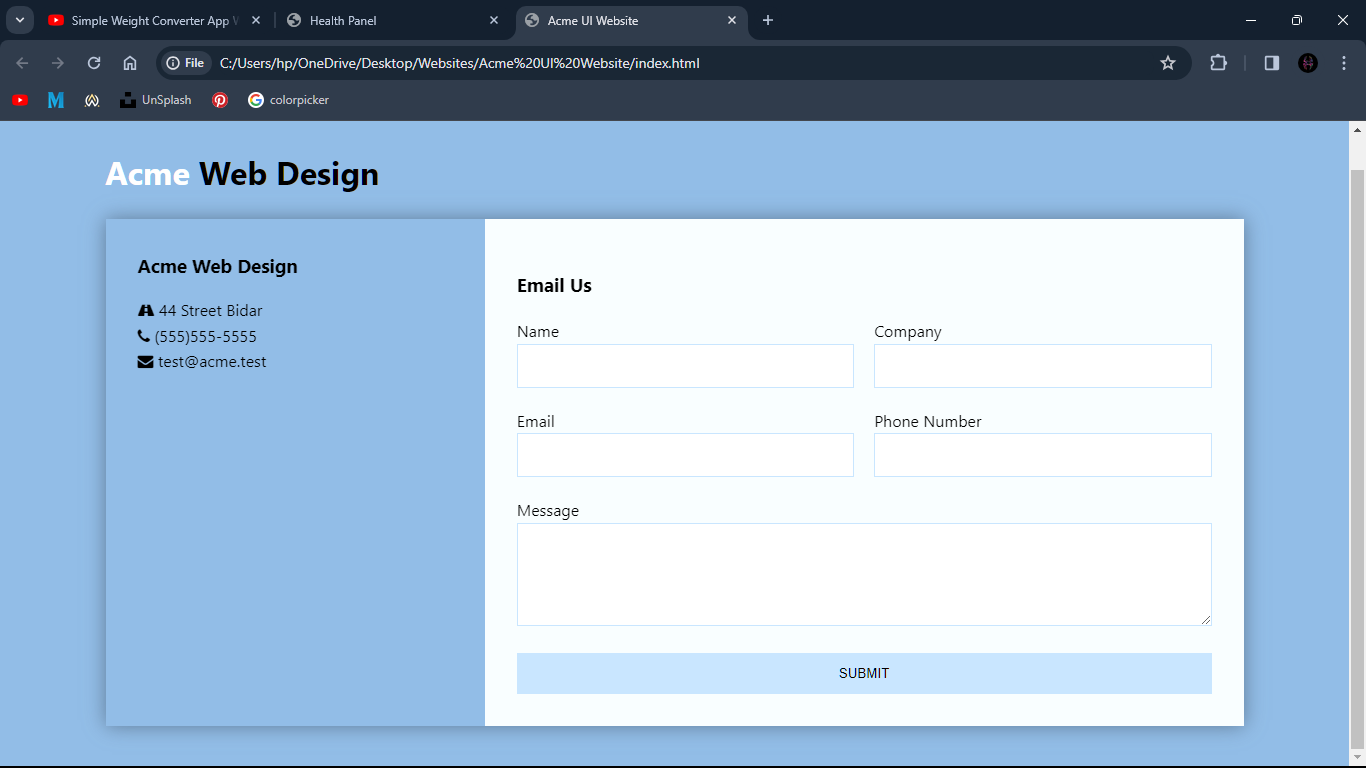 Simple Weight Converter App
Health Panel
Acme UI Website
File
C:/Users/hp/OneDrive/Desktop/Websites/Acme%20UI%20Website/index.html
UnSplash
colorpicker
Acme Web Design
Acme Web Design
44 Street Bidar
(555)555-5555
test@acme.test
Email Us
Name
Company
Email
Phone Number
Message
SUBMIT